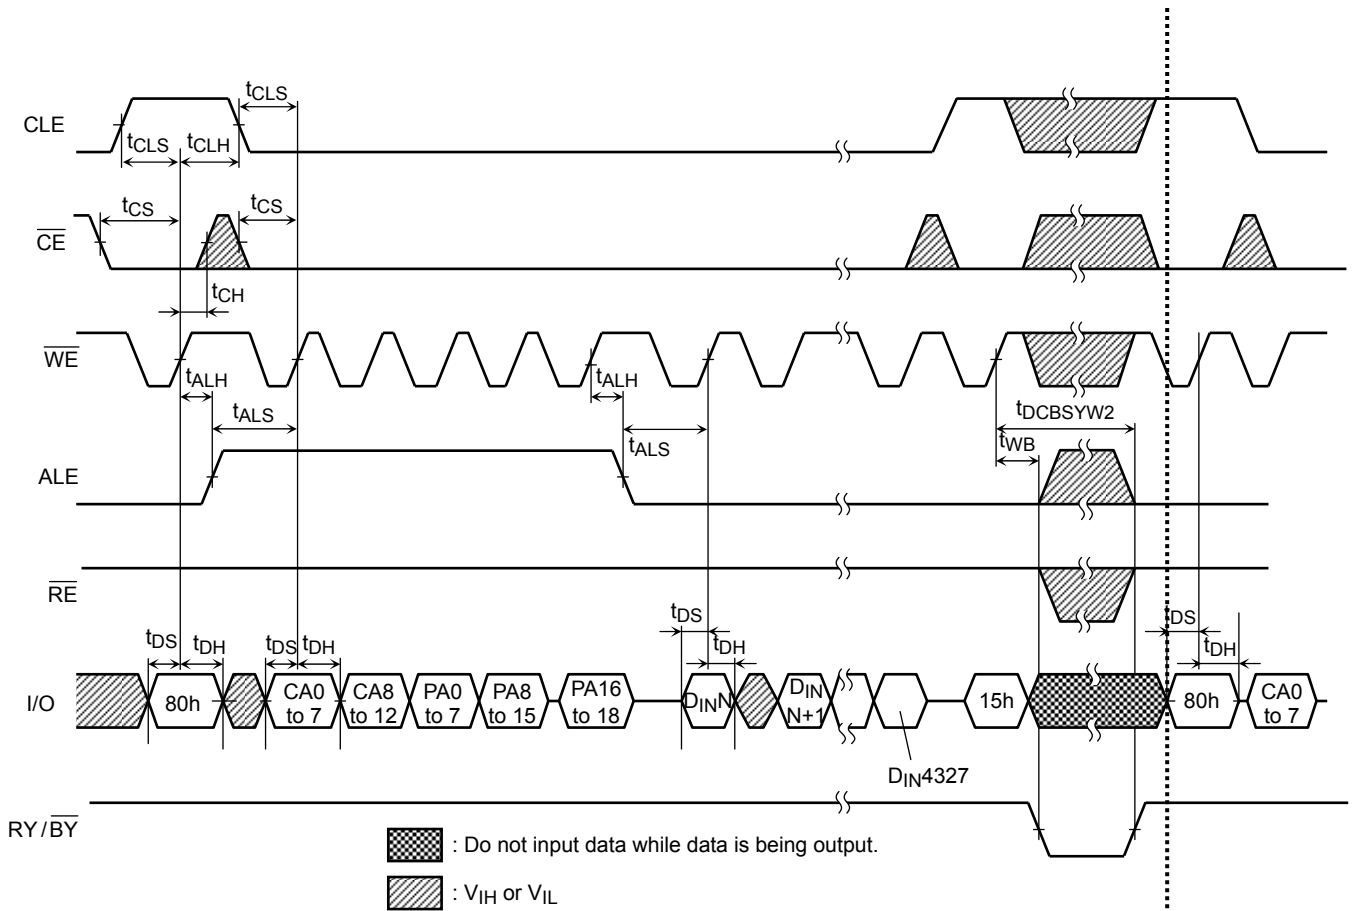 tCLS
CLE
tCLS
tCLH
tCS
tCS
CE
tCH
WE
tALH
tALH
tALS
tDCBSYW2
tWB
tALS
ALE
RE
tDS
tDS
tDH
tDS
tDH
tDH
tDH
I/O
80h
CA0 to 7
CA8 to 12
PA0 to 7
PA8 to 15
PA16 to 18
DINN
DIN N+1
15h
80h
CA0 to 7
DIN4327
RY/BY
: Do not input data while data is being output.
: VIH or VIL